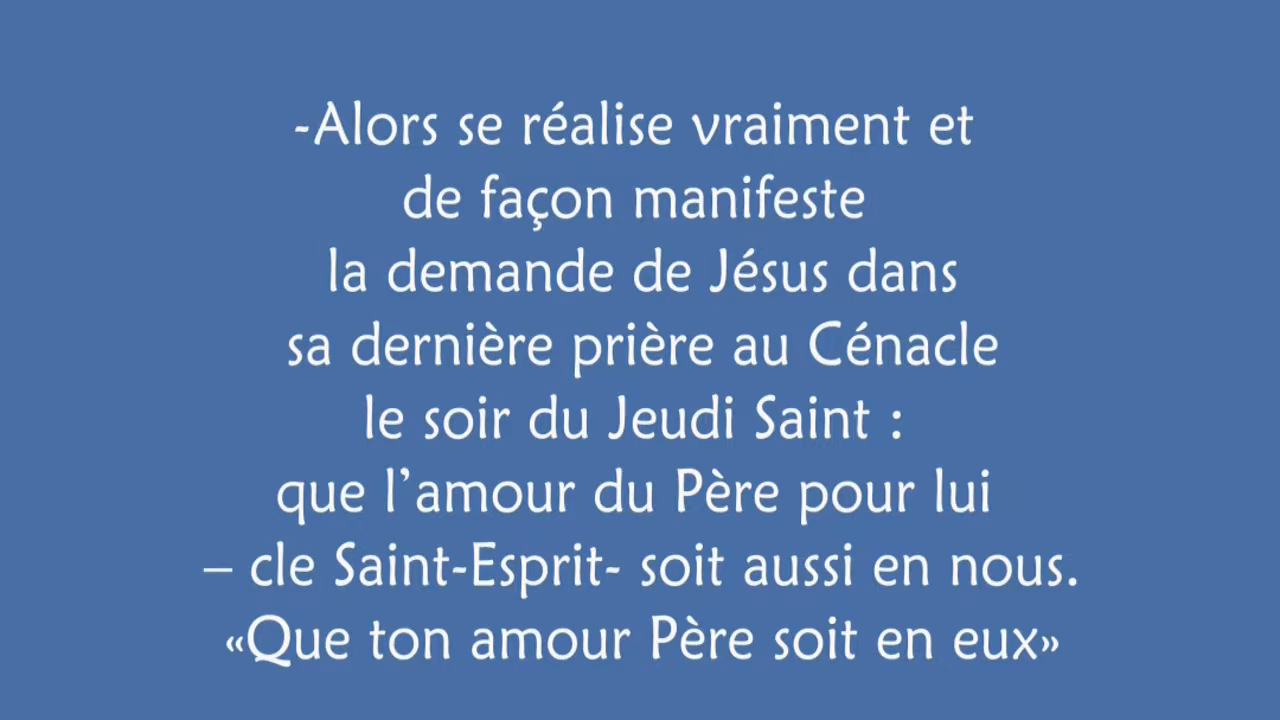 -Alors se réalise vraiment et
de façon manifeste
la demande de Jésus dans
sa dernière prière au Cénacle
le soir du Jeudi Saint :
que l’amour du Père pour lui
– cle Saint-Esprit- soit aussi en nous.
«Que ton amour Père soit en eux»